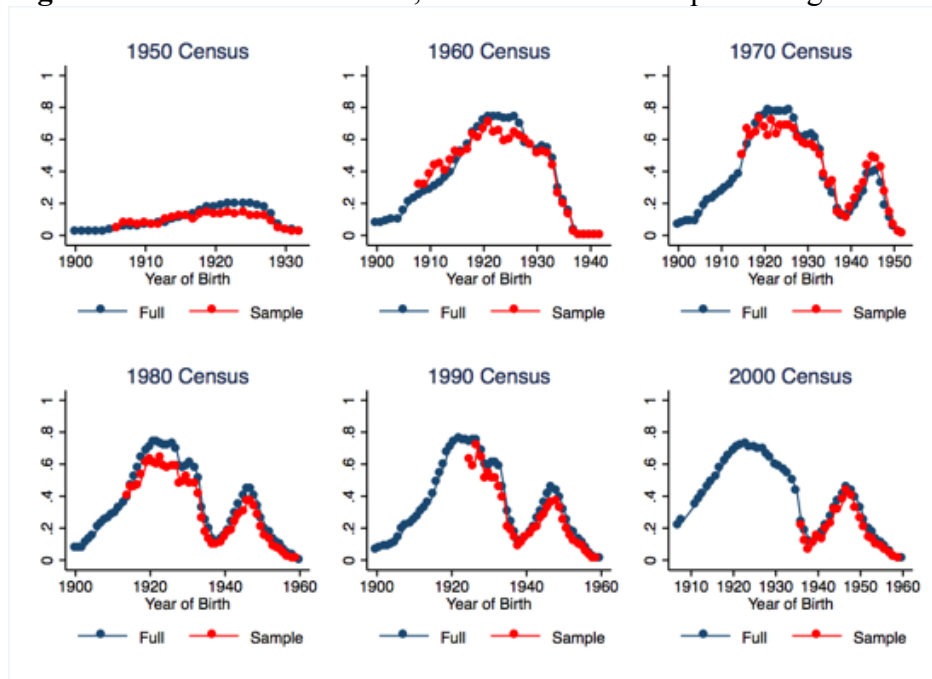 1950 Census
1
.8
.6
.4
.2
0
1900 1910 1920 1930
Year of Birth
Full Sample
1960 Census
1
.8
.6
.4
.2
0
1900 1910 1920 1930 1940
Year of Birth
Full Sample
1970 Census
1
.8
.6
.4
.2
0
1900 1910 1920 1930 1940 1950
Year of Birth
Full Sample
1980 Census
1
.8
.6
.4
.2
0
1900 1920 1940 1960
Year of Birth
Full Sample
1990 Census
1
.8
.6
.4
.2
0
1900 1920 1940 1960
Year of Birth
Full Sample
2000 Census
1
.8
.6
.4
.2
0
1910 1920 1930 1940 1950 1960
Year of Birth
Full Sample